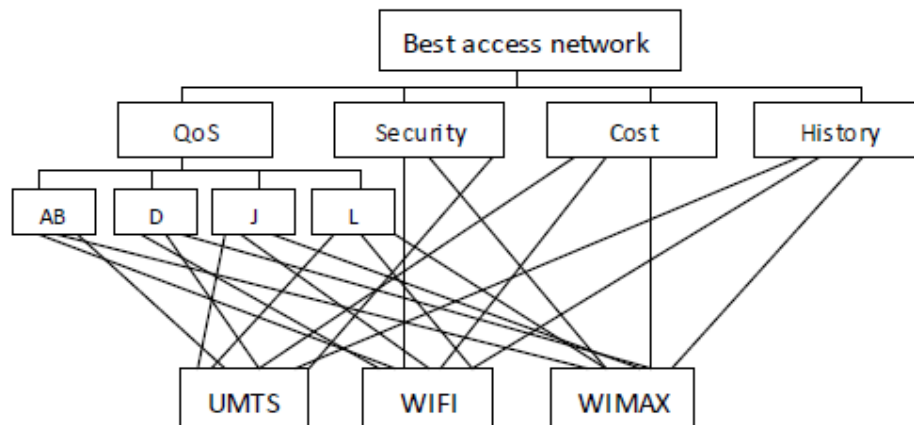 Best access network
QoS
Security
Cost
History
AB
D
J
L
UMTS
WIFI
WIMAX